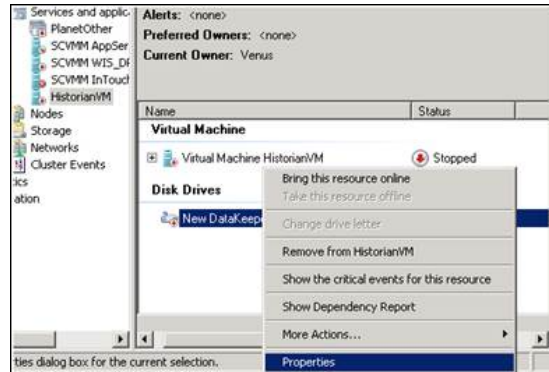 Services and applic
PlanetOther
SCVMM AppSer
SCVMM WIS_DF
SCVMM InTouch
HistorianVM
Nodes
Storage
Networks
Cluster Events
ics
ation
Alerts: <none>
Preferred Owners: <none>
Current Owner: Venus
Name Status
Virtual Machine
Virtual Machine HistorianVM Stopped
Disk Drives
New DataKeep
Bring this resource online
Take this resource offline
Change drive letter
Remove from HistorianVM
Show the critical events for this resource
Show Dependency Report
More Actions...
Properties
ties dialog box for the current selection.